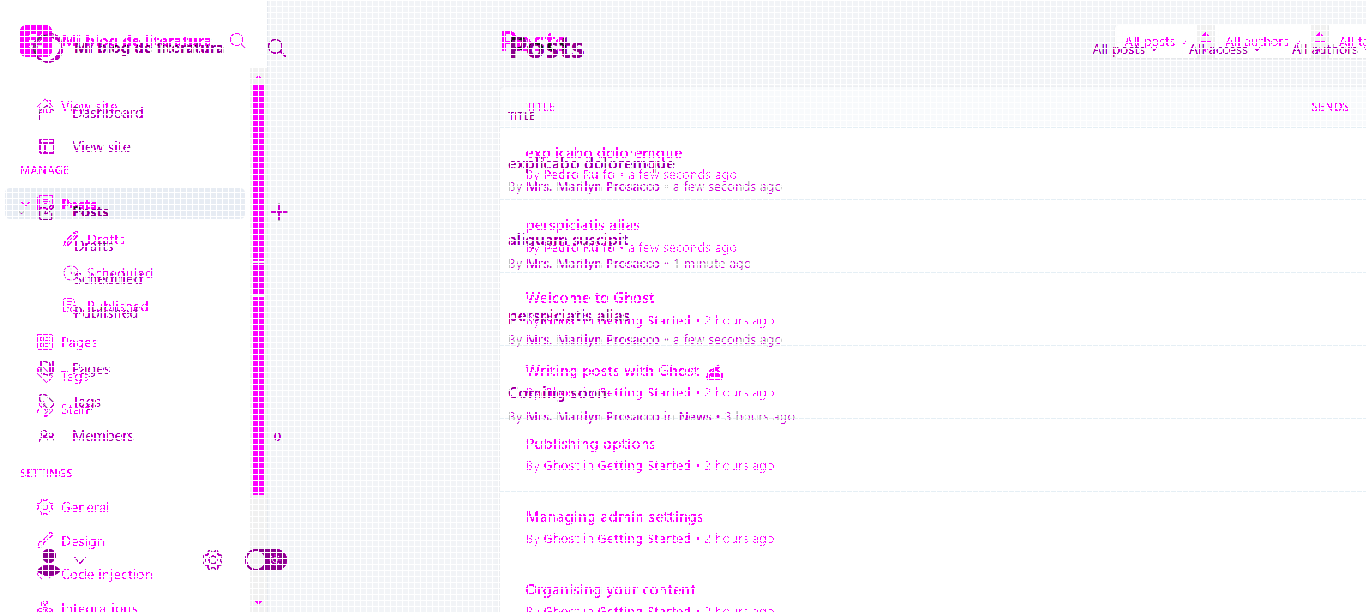 Mi blog de literatura
Mi blog de literatura
View site
Dashboard
View site
MANAGE
Posts
Posts
Drafts
Drafts
Scheduled
Scheduled
Published
Published
Pages
Pages
Tags
Tags
Staff
Members
0
SETTINGS
General
Design
Code injection
Integrations
Posts
Posts
All posts
All authors
All posts
All access
All authors
TITLE
SENDS
TITLE
explicabo doloremque
explicabo doloremque
By Pedro Rufo • a few seconds ago
By Mrs. Marilyn Prosacco • a few seconds ago
perspiciatis alias
aliquam suscipit
By Pedro Rufo • a few seconds ago
By Mrs. Marilyn Prosacco • 1 minute ago
Welcome to Ghost
perspiciatis alias
By Ghost in Getting Started • 2 hours ago
By Mrs. Marilyn Prosacco • a few seconds ago
Writing posts with Ghost
Coming soon
By Ghost in Getting Started • 2 hours ago
By Mrs. Marilyn Prosacco in News • 3 hours ago
Publishing options
By Ghost in Getting Started • 2 hours ago
Managing admin settings
By Ghost in Getting Started • 2 hours ago
Organising your content
By Ghost in Getting Started • 2 hours ago